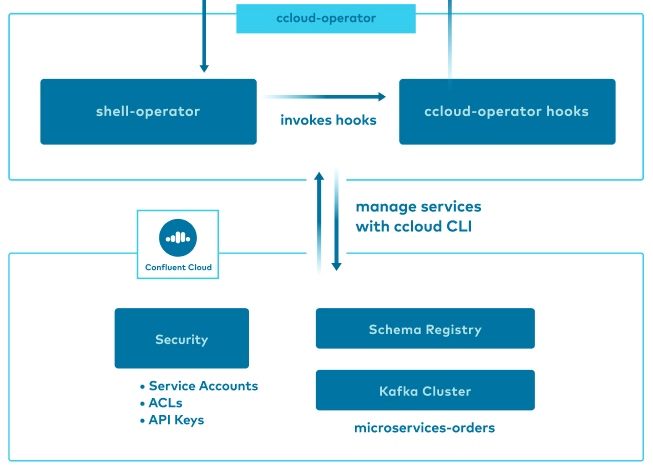 ccloud-operator
shell-operator
ccloud-operator hooks
invokes hooks
manage services
with ccloud CLI
Confluent Cloud
Security
Schema Registry
• Service Accounts
• ACLs
• API Keys
Kafka Cluster
microservices-orders